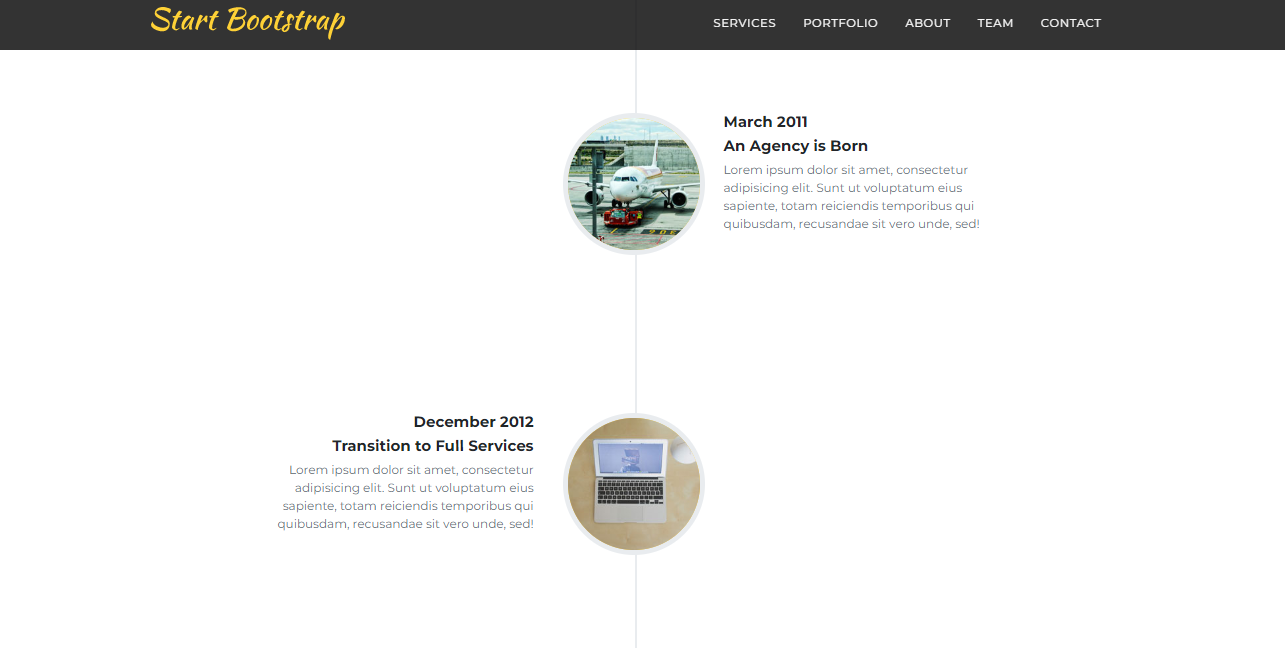 Start Bootstrap
SERVICES PORTFOLIO ABOUT TEAM CONTACT
March 2011
An Agency is Born
Lorem ipsum dolor sit amet, consectetur
adipisicing elit. Sunt ut voluptatum eius
sapiente, totam reiciendis temporibus qui
quibusdam, recusandae sit vero unde, sed!
December 2012
Transition to Full Services
Lorem ipsum dolor sit amet, consectetur
adipisicing elit. Sunt ut voluptatum eius
sapiente, totam reiciendis temporibus qui
quibusdam, recusandae sit vero unde, sed!